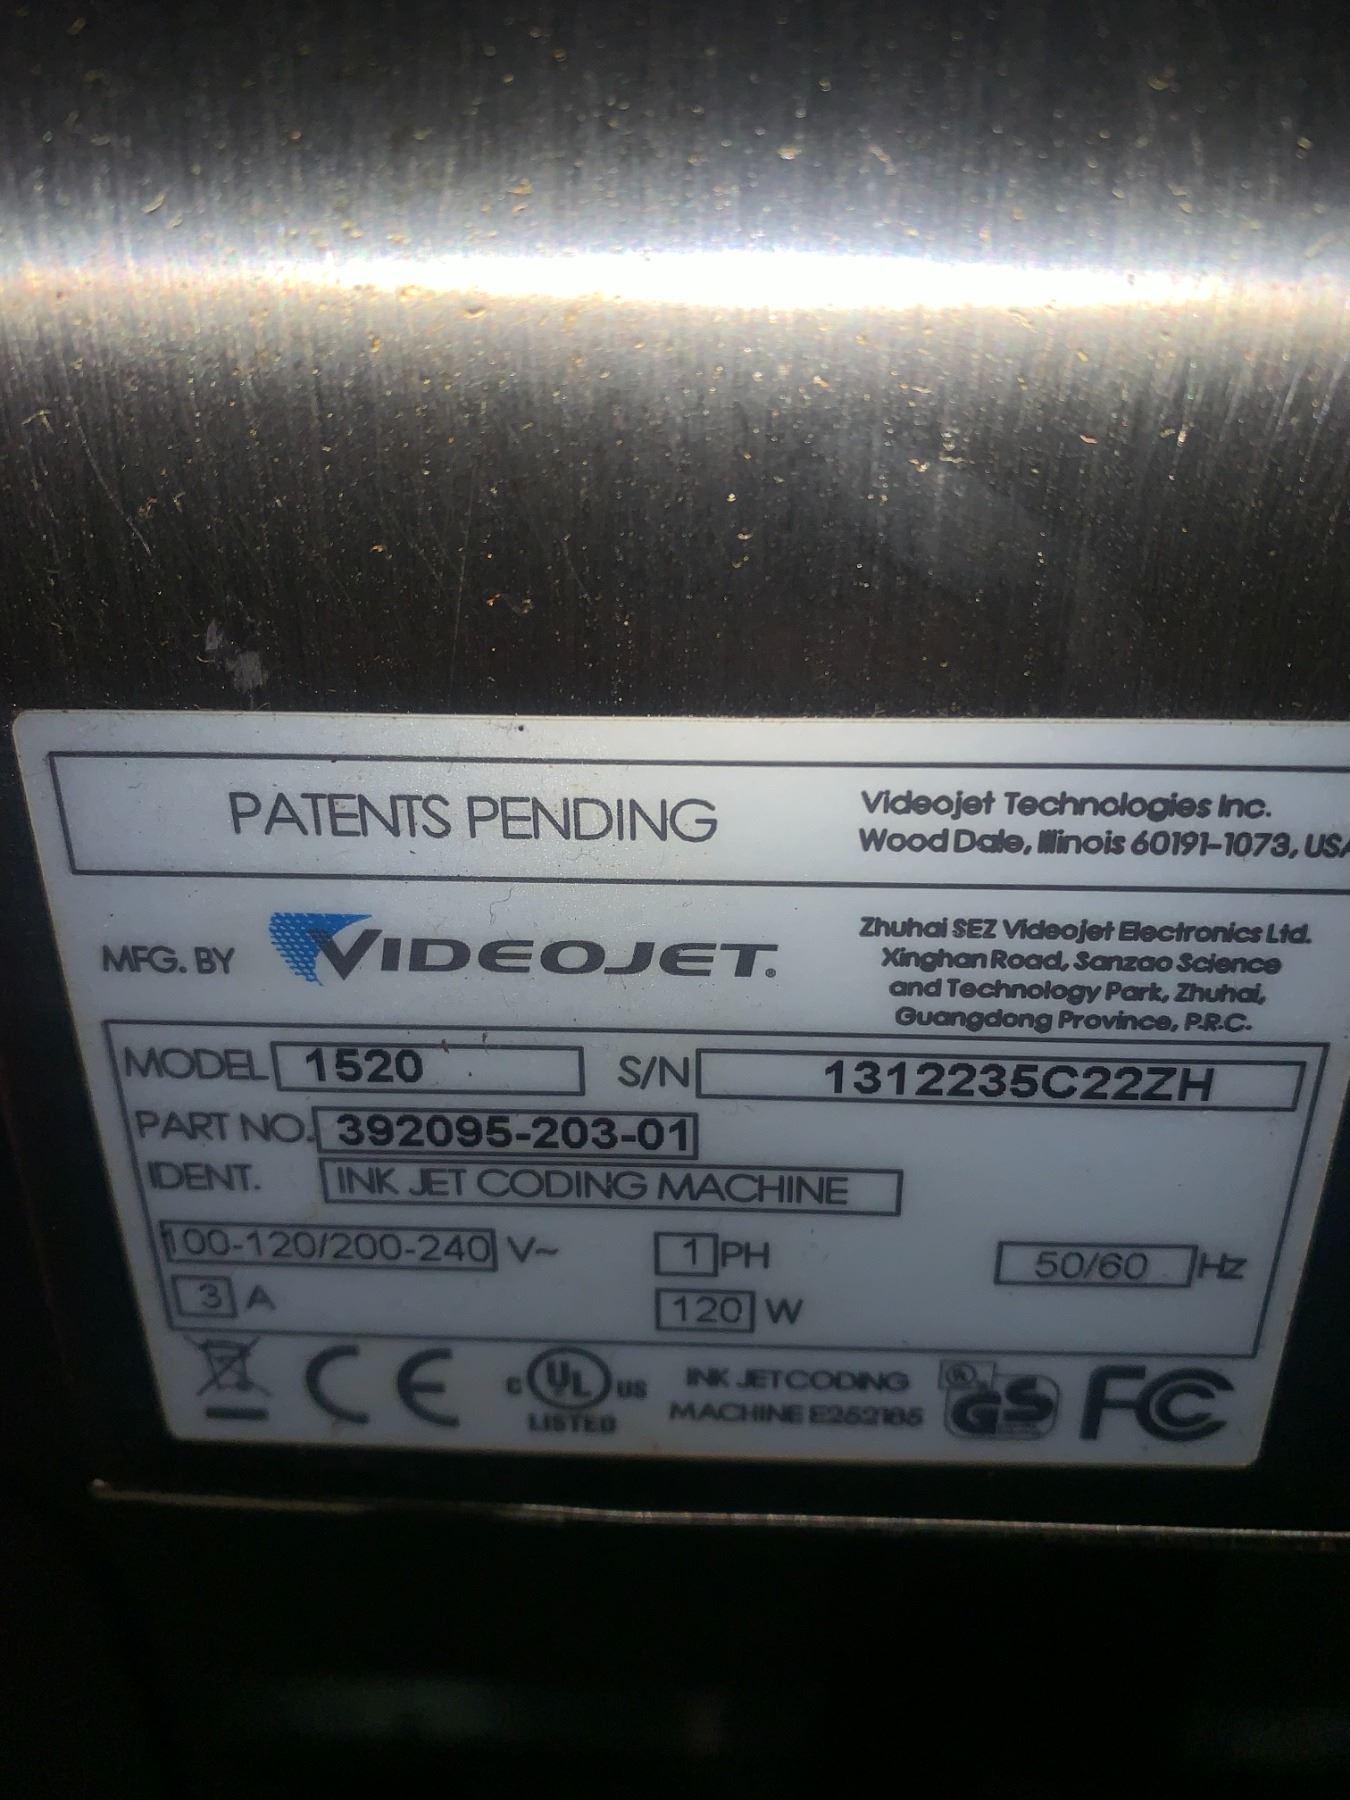 PATENTS PENDING
Videojet Technologies Inc.
Wood Dale, Illinois 60191-1073, USA
MFG. BY VIDEOJET.
Zhuhai SEZ Videojet Electronics Ltd.
Xinghan Road, Sanzao Science
and Technology Park, Zhuhai,
Guangdong Province, P.R.C.
MODEL 1520 S/N 1312235C22ZH
PART NO. 392095-203-01
IDENT. INK JET CODING MACHINE
100-120/200-240 V~ 1 PH 50/60 Hz
3 A 120 W
CE
C UL US
LISTED
INK JET CODING
MACHINE E252185
UL GS
FC